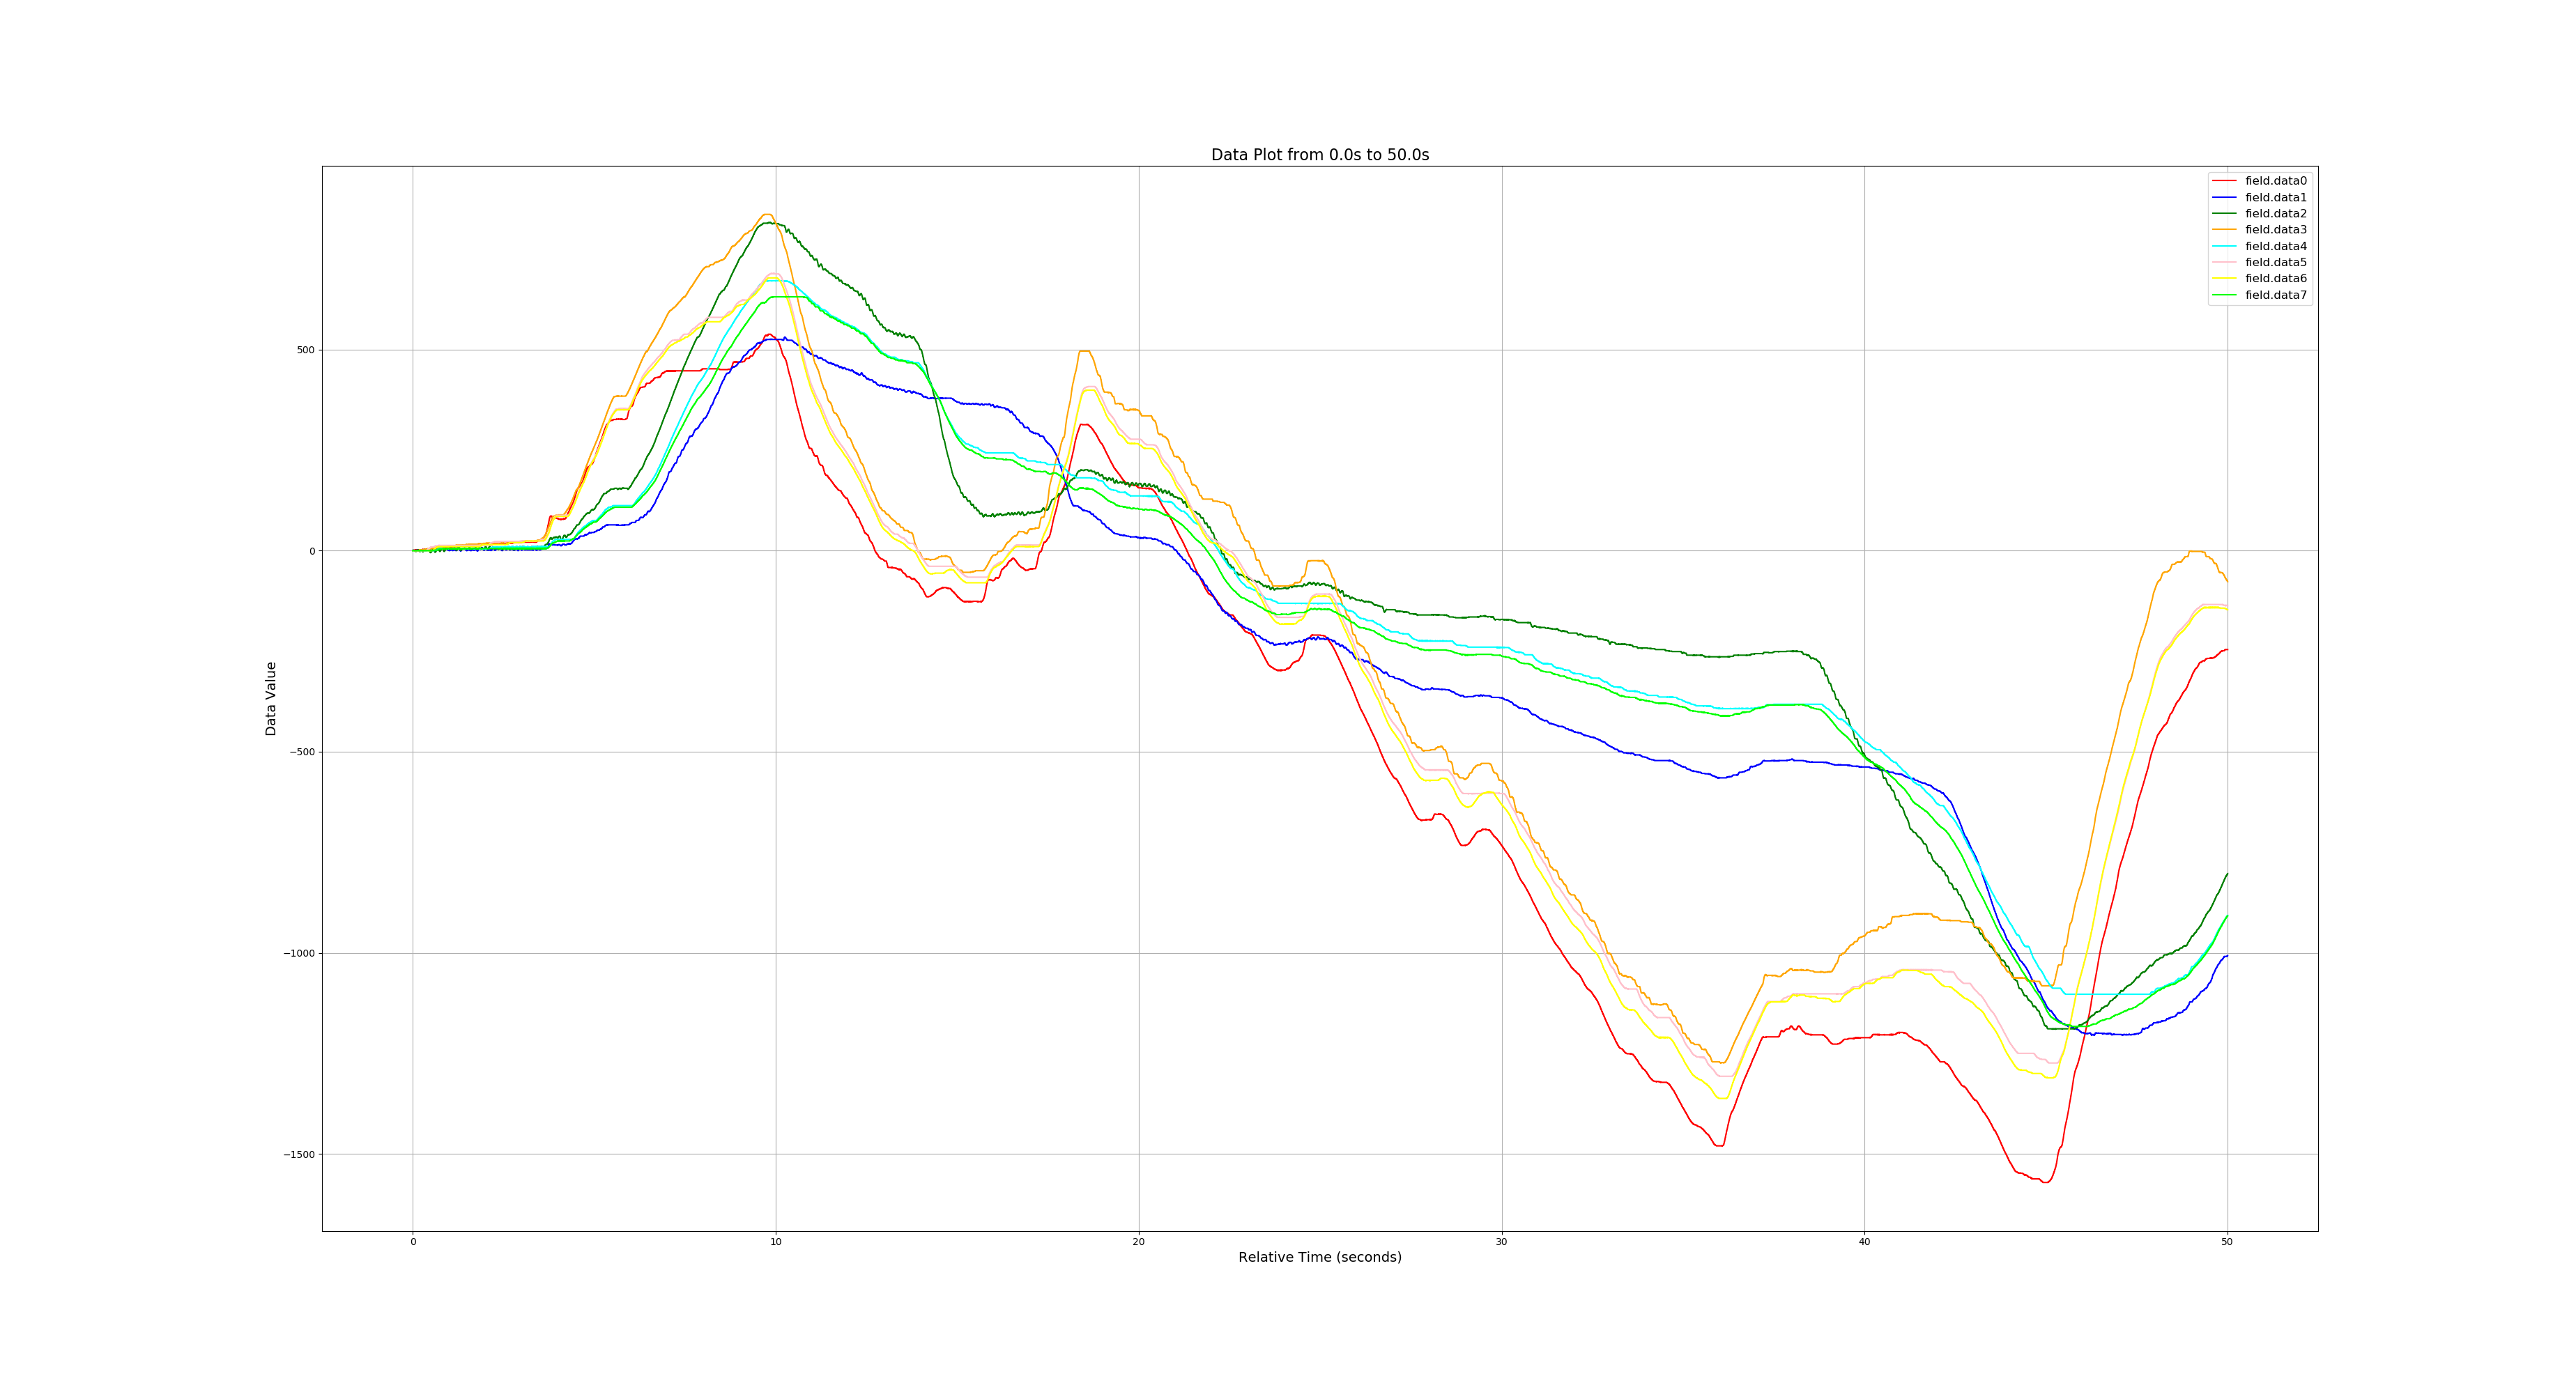 Data Plot from 0.0s to 50.0s
field.data0
field.data1
field.data2
field.data3
field.data4
field.data5
field.data6
field.data7
500
0
−500
−1000
−1500
Data Value
0 10 20 30 40 50
Relative Time (seconds)